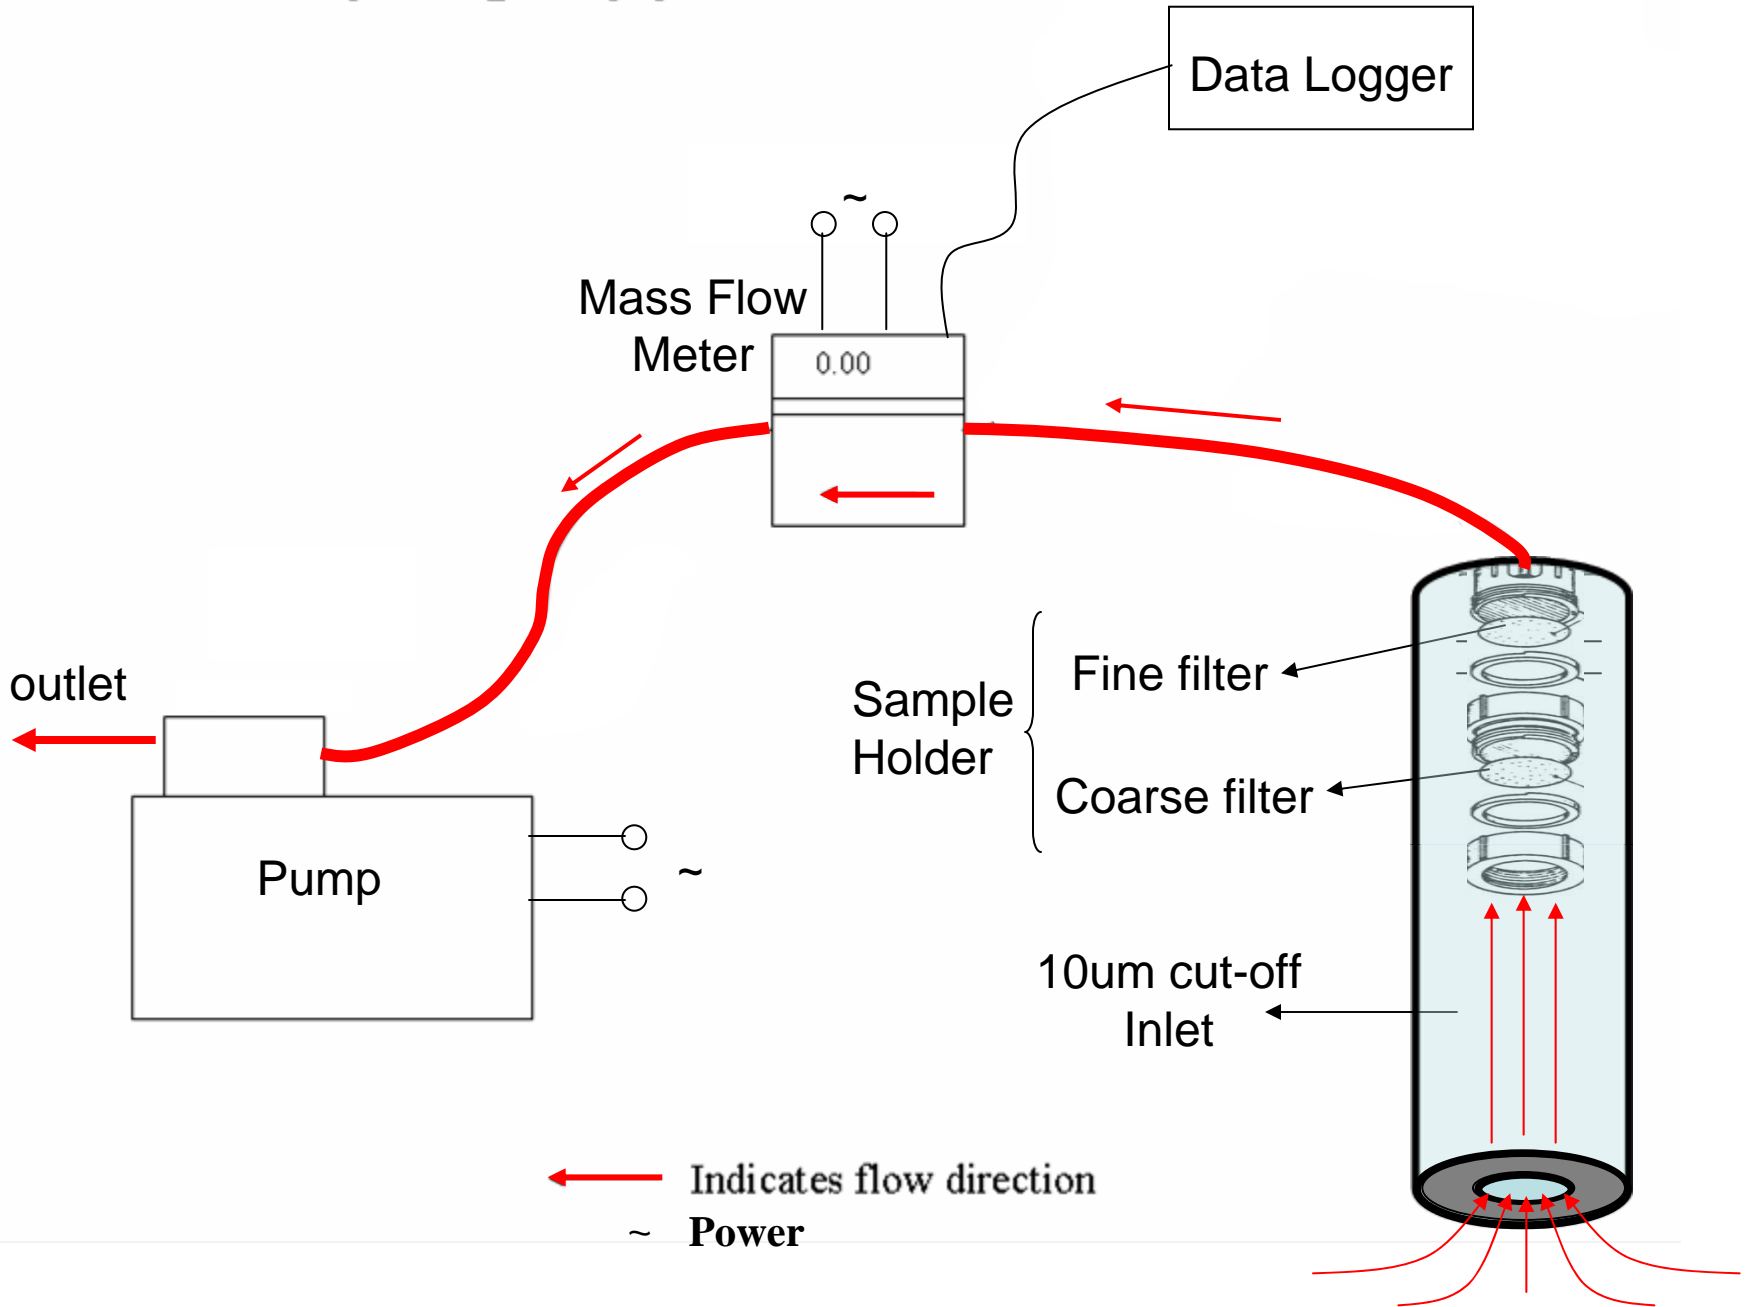 Data Logger
~
Mass Flow
Meter
0.00
outlet
Pump
~
Sample
Holder
Fine filter
Coarse filter
10um cut-off
Inlet
Indicates flow direction
~ Power